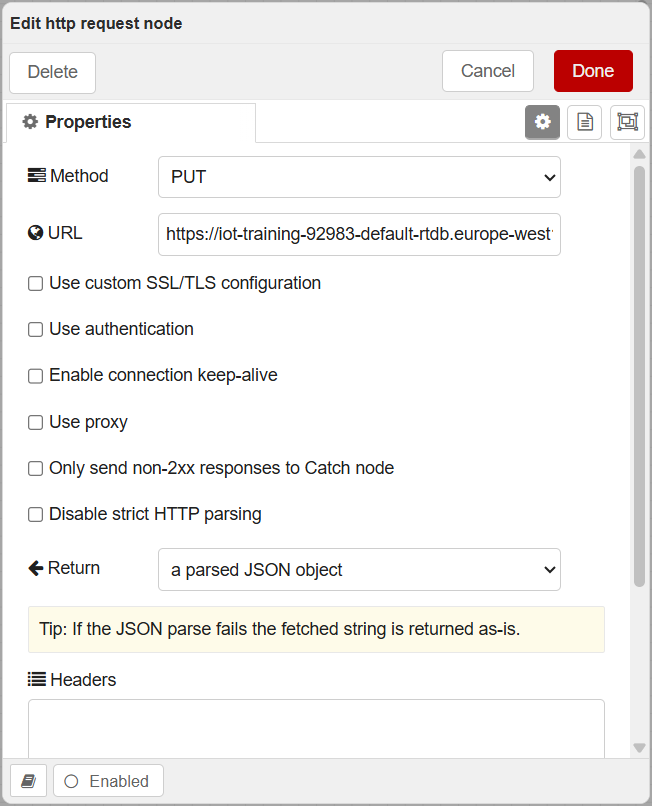 Edit http request node
Delete
Cancel
Done
Properties
Method
PUT
URL
https://iot-training-92983-default-rtdb.europe-west
Use custom SSL/TLS configuration
Use authentication
Enable connection keep-alive
Use proxy
Only send non-2xx responses to Catch node
Disable strict HTTP parsing
Return
a parsed JSON object
Tip: If the JSON parse fails the fetched string is returned as-is.
Headers
Enabled